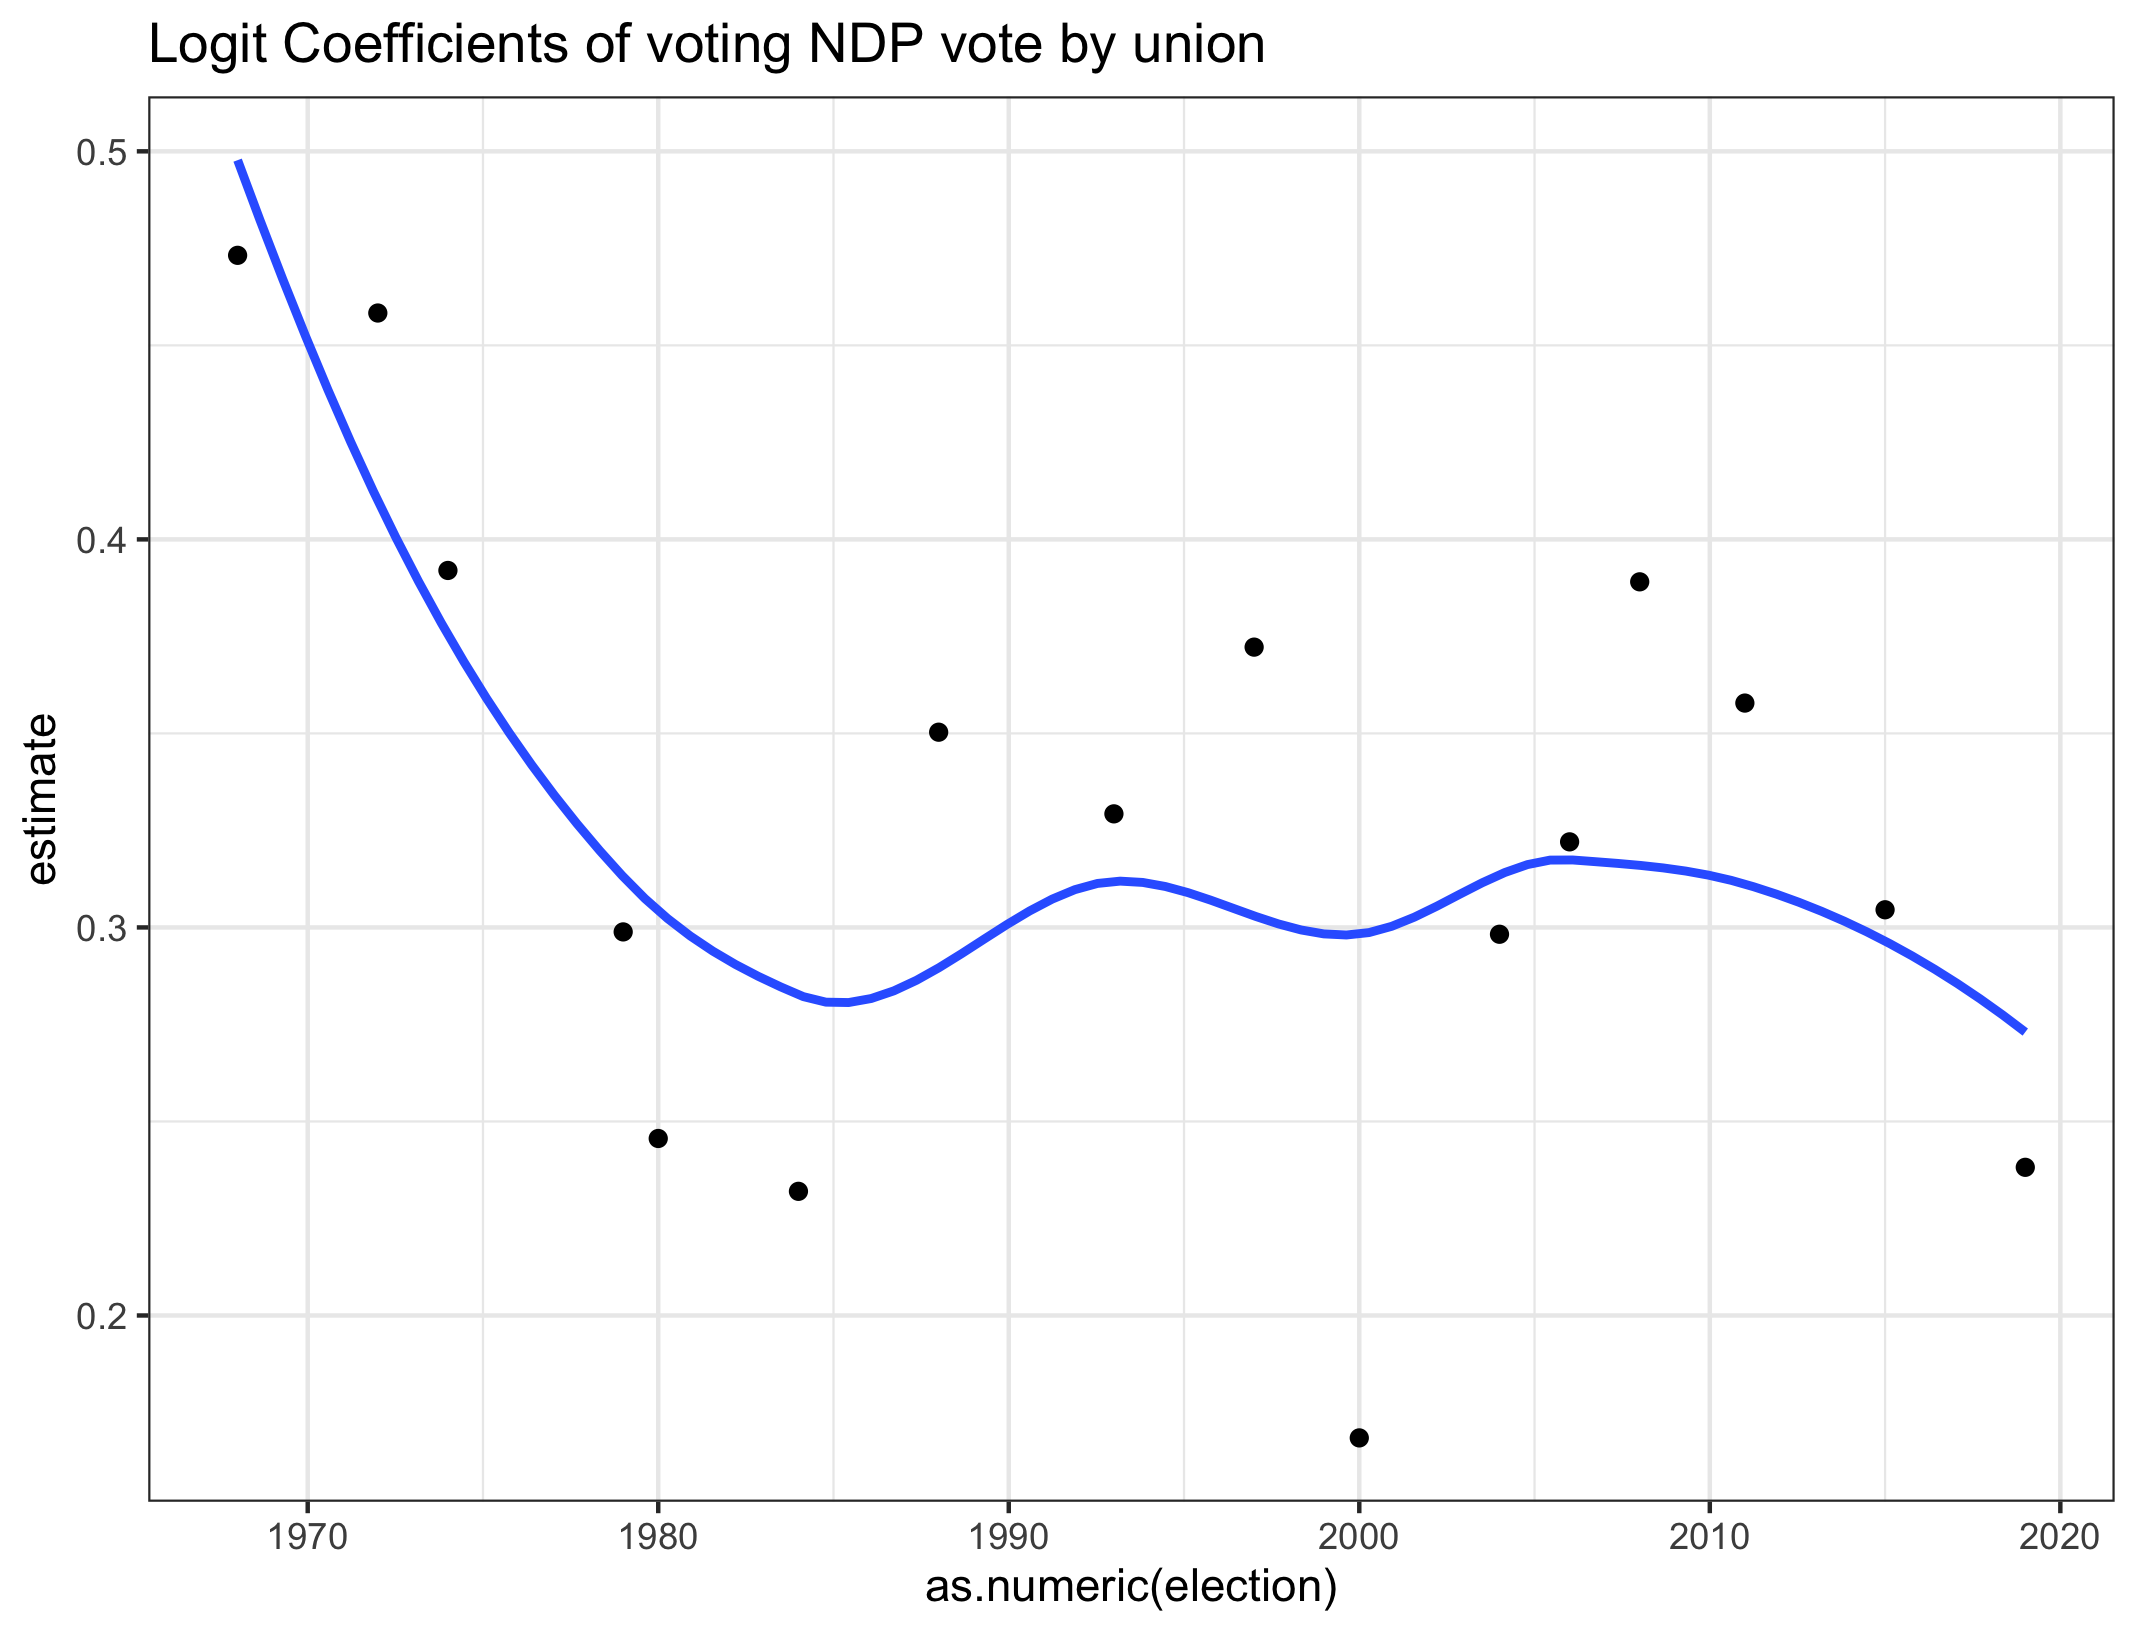 Logit Coefficients of voting NDP vote by union
estimate
0.5
0.4
0.3
0.2
1970 1980 1990 2000 2010 2020
as.numeric(election)